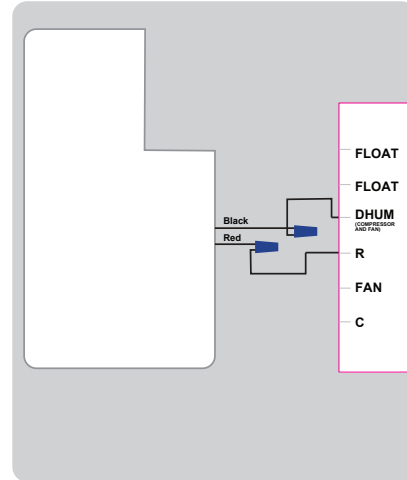 FLOAT
FLOAT
DHUM
(COMPRESSOR
AND FAN)
Black
Red
R
FAN
C